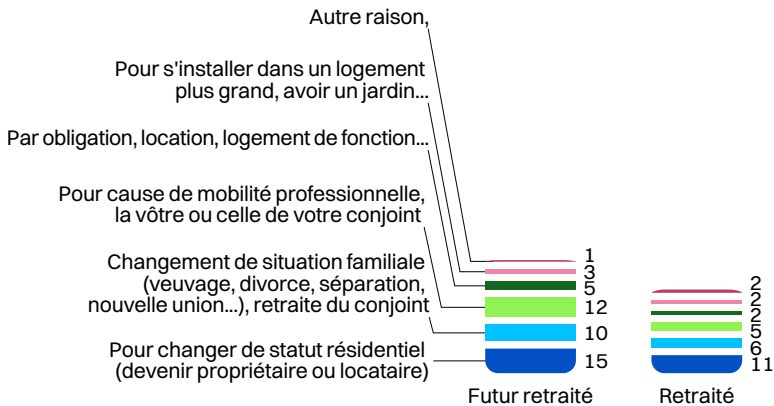 Autre raison,
Pour s'installer dans un logement
plus grand, avoir un jardin...
Par obligation, location, logement de fonction...
Pour cause de mobilité professionnelle,
la vôtre ou celle de votre conjoint
Changement de situation familiale
(veuvage, divorce, séparation,
nouvelle union...), retraite du conjoint
Pour changer de statut résidentiel
(devenir propriétaire ou locataire)
1
3
5
12
10
15
Futur retraité
2
2
2
5
6
11
Retraité